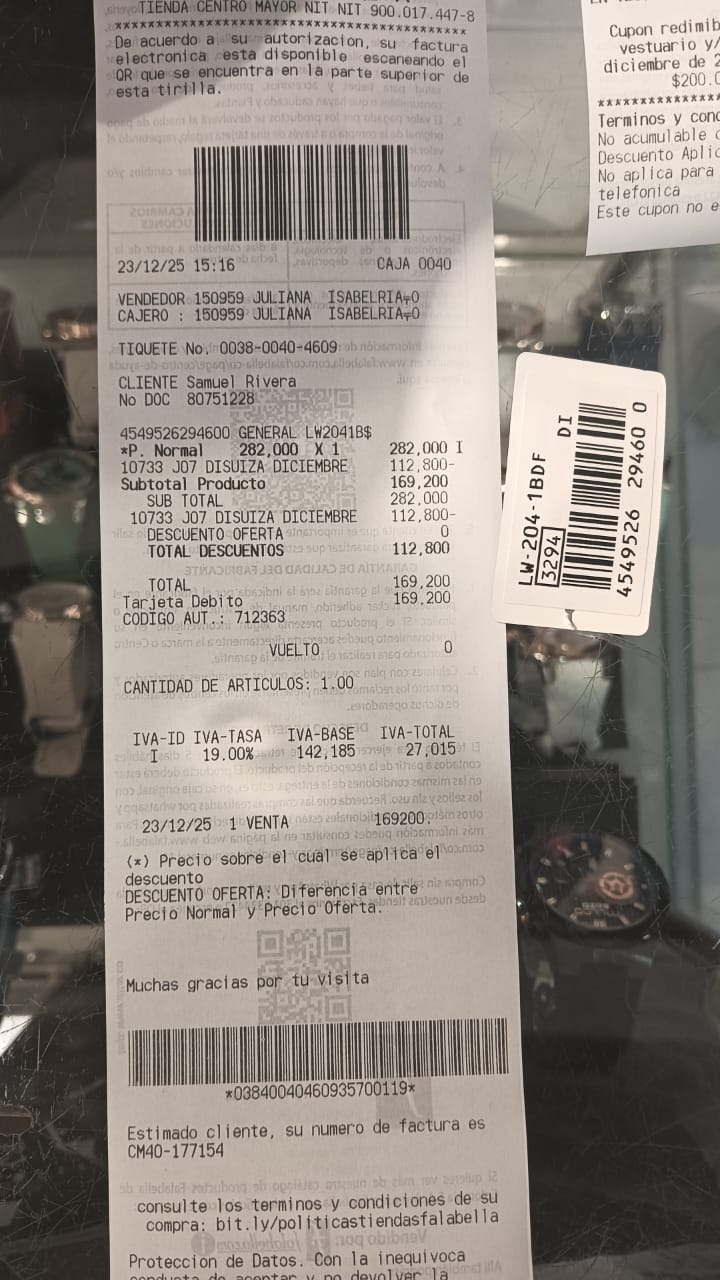 TIENDA CENTRO MAYOR NIT NIT 900.017.447-8
******************************************
De acuerdo a su autorizacion, su factura
electronica esta disponible escaneando el
QR que se encuentra en la parte superior de
esta tirilla.
23/12/25 15:16 CAJA 0040
VENDEDOR 150959 JULIANA ISABELRIA╤O
CAJERO : 150959 JULIANA ISABELRIA╤O
TIQUETE No. 0038-0040-4609
CLIENTE Samuel Rivera
No DOC 80751228
4549526294600 GENERAL LW2041B$
*P. Normal 282,000 X 1 282,000 I
10733 J07 DISUIZA DICIEMBRE 112,800-
Subtotal Producto 169,200
SUB TOTAL 282,000
10733 J07 DISUIZA DICIEMBRE 112,800-
DESCUENTO OFERTA 0
TOTAL DESCUENTOS 112,800
TOTAL 169,200
Tarjeta Debito 169,200
CODIGO AUT.: 712363
VUELTO 0
CANTIDAD DE ARTICULOS: 1.00
IVA-ID IVA-TASA IVA-BASE IVA-TOTAL
I 19.00% 142,185 27,015
23/12/25 1 VENTA 169200.
(*) Precio sobre el cual se aplica el
descuento
DESCUENTO OFERTA: Diferencia entre
Precio Normal y Precio Oferta.
Muchas gracias por tu visita
*03840040460935700119*
Estimado cliente, su numero de factura es
CM40-177154
consulte los terminos y condiciones de su
compra: bit.ly/politicastiendasfalabella
Proteccion de Datos. Con la inequivoca
conducta de aceptar y no devolver la
Cupon redimib
vestuario y/
diciembre de 2
$200.0
**************
Terminos y cond
No acumulable c
Descuento Aplic
No aplica para
telefonica
Este cupon no e
LW-204-1BDF DI
3294
4549526 29460 0